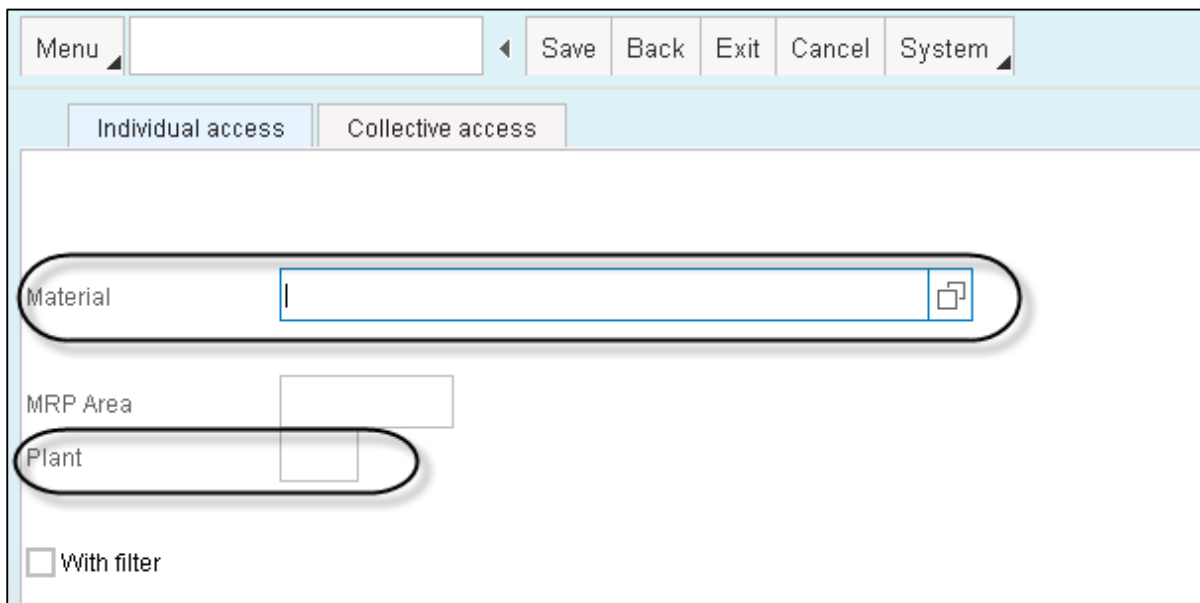 Menu Save Back Exit Cancel System
Individual access Collective access
Material
MRP Area
Plant
With filter